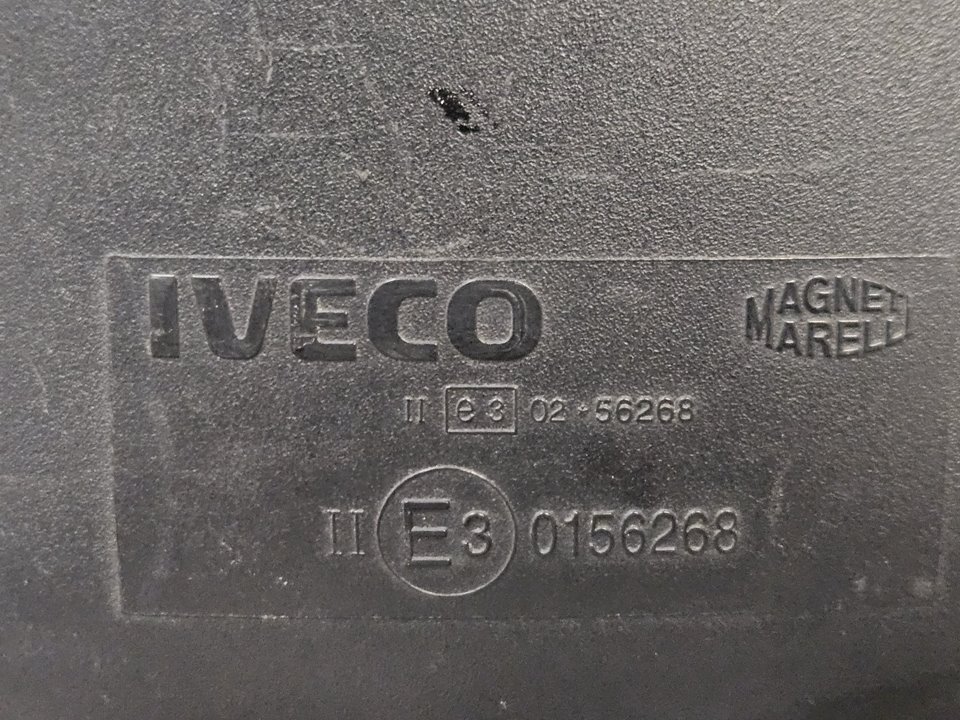 IVECO
MAGNETI
MARELLI
II e3 02*56268
II E3 0156268